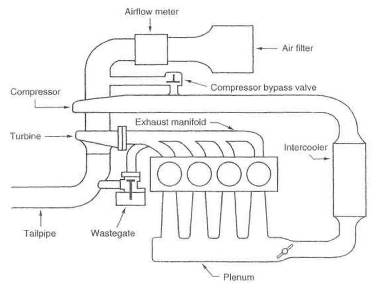 Airflow meter
Air filter
Compressor bypass valve
Compressor
Exhaust manifold
Turbine
Intercooler
Tailpipe
Wastegate
Plenum